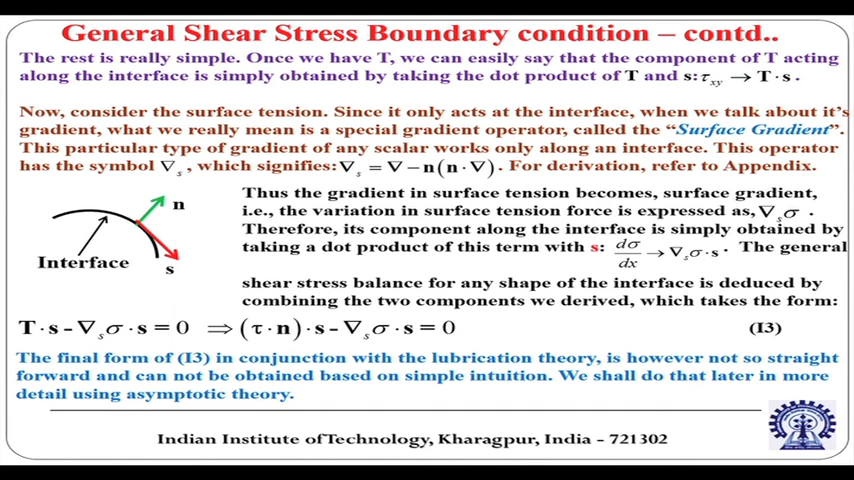 General Shear Stress Boundary condition – contd..
The rest is really simple. Once we have T, we can easily say that the component of T acting
along the interface is simply obtained by taking the dot product of T and s: τxy → T · s .
Now, consider the surface tension. Since it only acts at the interface, when we talk about it's
gradient, what we really mean is a special gradient operator, called the “Surface Gradient”.
This particular type of gradient of any scalar works only along an interface. This operator
has the symbol ∇s , which signifies: ∇s = ∇ – n(n · ∇) . For derivation, refer to Appendix.
Thus the gradient in surface tension becomes, surface gradient,
i.e., the variation in surface tension force is expressed as, ∇sσ .
Therefore, its component along the interface is simply obtained by
taking a dot product of this term with s: dσ/dx → ∇sσ · s . The general
shear stress balance for any shape of the interface is deduced by
combining the two components we derived, which takes the form:
n
Interface
s
T · s - ∇sσ · s = 0 ⇒ (τ · n) · s - ∇sσ · s = 0 (I3)
The final form of (I3) in conjunction with the lubrication theory, is however not so straight
forward and can not be obtained based on simple intuition. We shall do that later in more
detail using asymptotic theory.
Indian Institute of Technology, Kharagpur, India - 721302